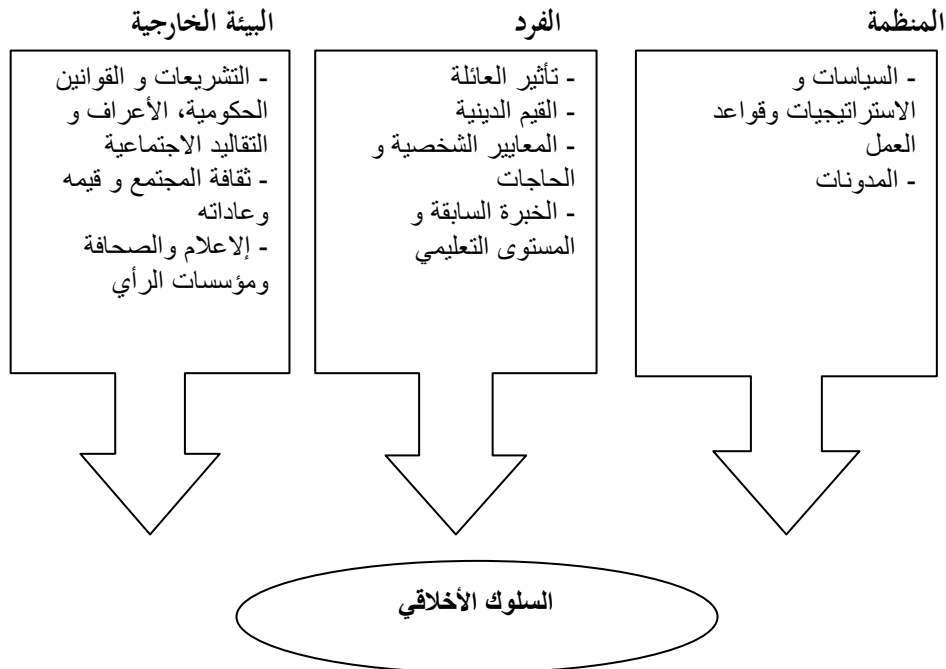 المنظمة
- السياسات و
الاستراتيجيات وقواعد
العمل
- المدونات
الفرد
- تأثير العائلة
- القيم الدينية
- المعايير الشخصية و
الحاجات
- الخبرة السابقة و
المستوى التعليمي
البيئة الخارجية
- التشريعات و القوانين
الحكومية، الأعراف و
التقاليد الاجتماعية
- ثقافة المجتمع و قيمه
وعاداته
- إلاعلام والصحافة
ومؤسسات الرأي
السلوك الأخلاقي